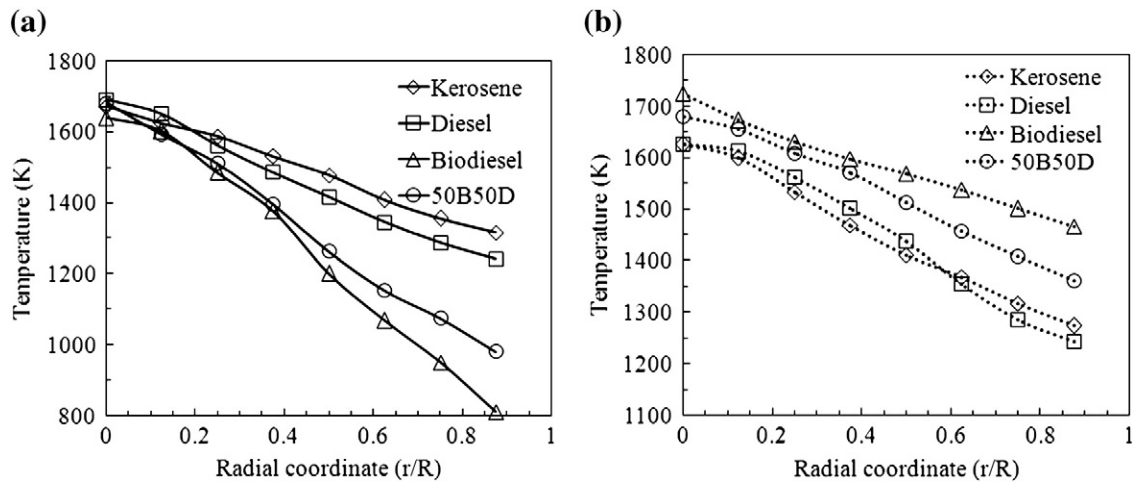 (a)
1800
1600
1400
1200
1000
800
Temperature (K)
Kerosene
Diesel
Biodiesel
50B50D
0 0.2 0.4 0.6 0.8 1
Radial coordinate (r/R)
(b)
1800
1700
1600
1500
1400
1300
1200
1100
Temperature (K)
Kerosene
Diesel
Biodiesel
50B50D
0 0.2 0.4 0.6 0.8 1
Radial coordinate (r/R)